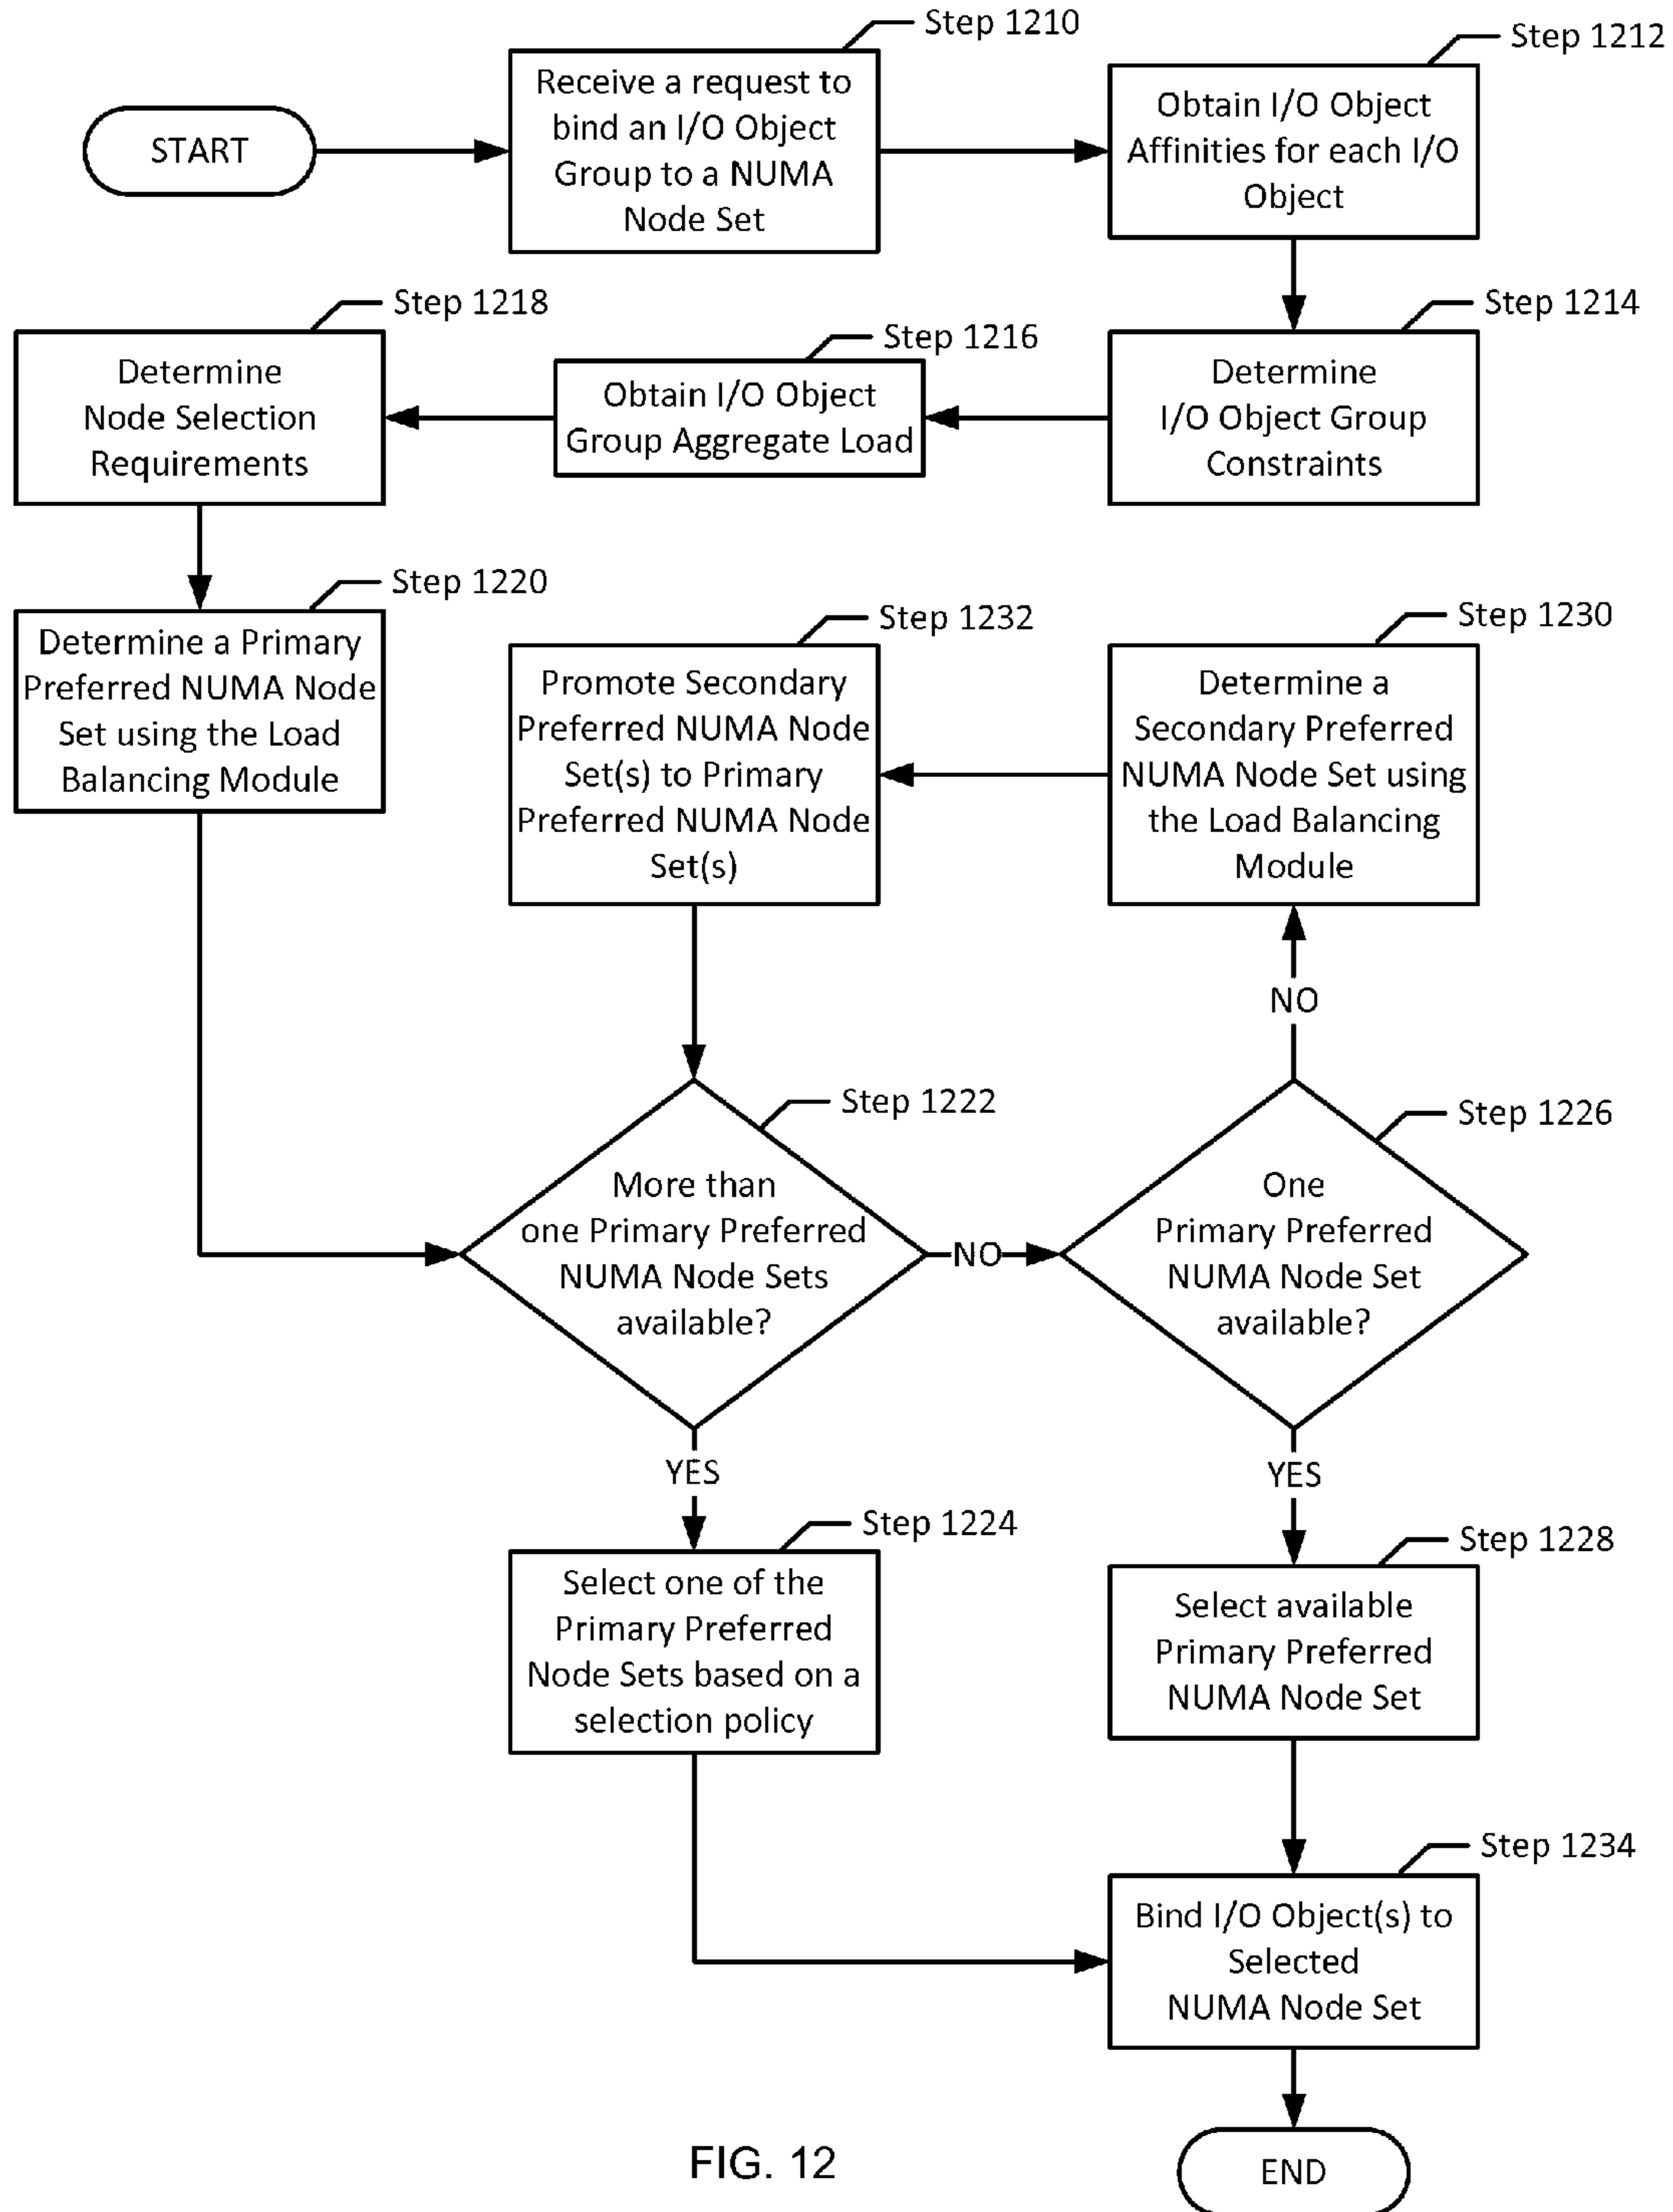 Step 1210
Step 1212
START
Receive a request to
bind an I/O Object
Group to a NUMA
Node Set
Obtain I/O Object
Affinities for each I/O
Object
Step 1218
Step 1216
Step 1214
Determine
Node Selection
Requirements
Obtain I/O Object
Group Aggregate Load
Determine
I/O Object Group
Constraints
Step 1220
Step 1232
Step 1230
Determine a Primary
Preferred NUMA Node
Set using the Load
Balancing Module
Promote Secondary
Preferred NUMA Node
Set(s) to Primary
Preferred NUMA Node
Set(s)
Determine a
Secondary Preferred
NUMA Node Set using
the Load Balancing
Module
NO
Step 1222
Step 1226
More than
one Primary Preferred
NUMA Node Sets
available?
NO
One
Primary Preferred
NUMA Node Set
available?
YES
YES
Step 1224
Step 1228
Select one of the
Primary Preferred
Node Sets based on a
selection policy
Select available
Primary Preferred
NUMA Node Set
Step 1234
Bind I/O Object(s) to
Selected
NUMA Node Set
FIG. 12
END